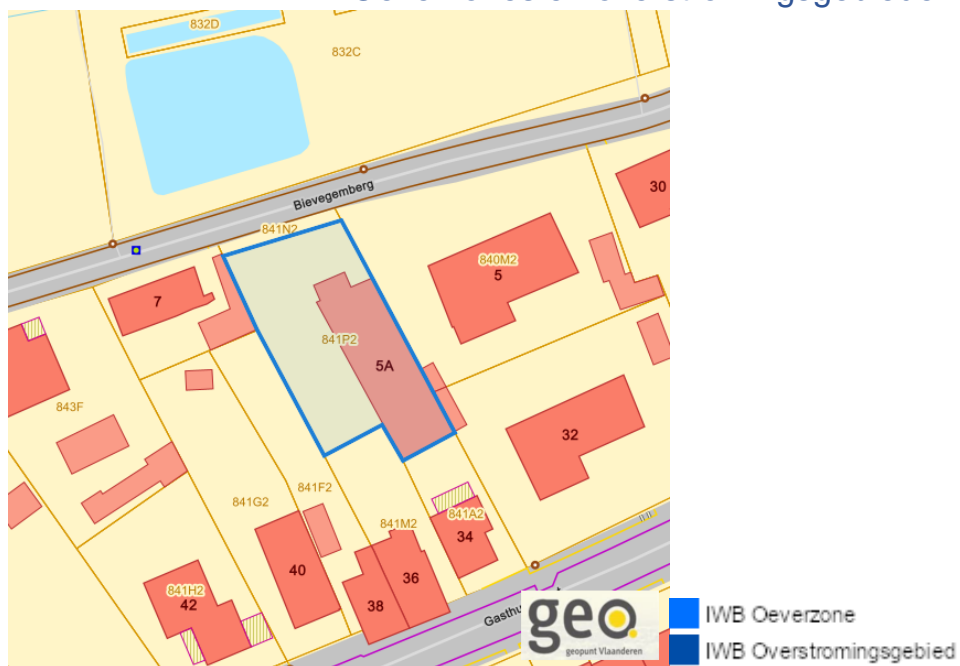 832D
832C
Bievegemberg
30
841N2
840M2
5
7
841P2
5A
843F
32
841G2
841F2
841M2
841A2
34
40
36
38
841H2
42
geo
geopunt Vlaanderen
IWB Oeverzone
IWB Overstromingsgebied